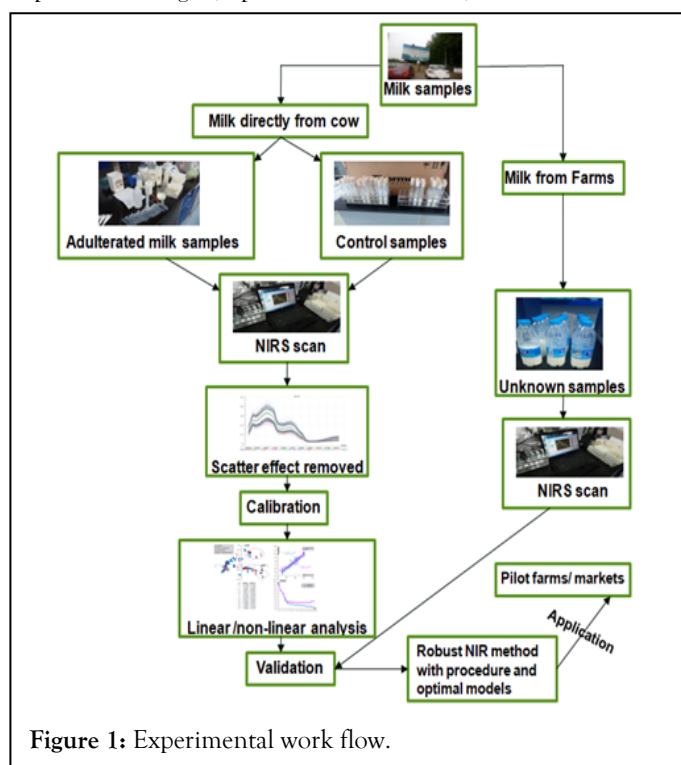 Milk samples
Milk directly from cow
Milk from Farms
Adulterated milk samples
Control samples
NIRS scan
Unknown samples
Scatter effect removed
NIRS scan
Calibration
Linear /non-linear analysis
Pilot farms/ markets
Application
Validation
Robust NIR method
with procedure and
optimal models
Figure 1: Experimental work flow.